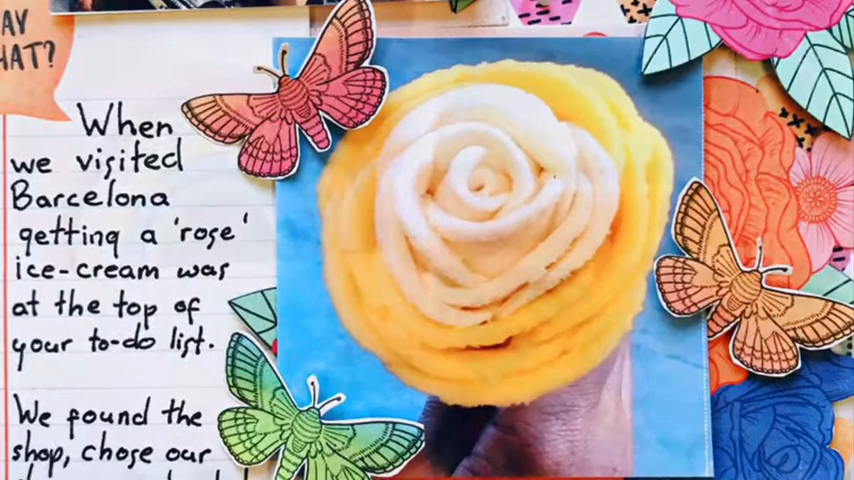 AY
HAT?
When
we visited
Barcelona
getting a 'rose'
ice-cream was
at the top of
your to-do list.
We found the
shop, chose our